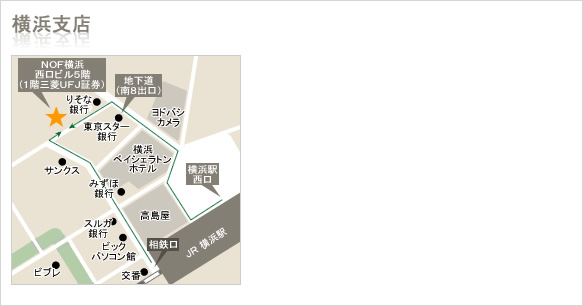 横浜支店
NOF横浜
西口ビル5階
(1階三菱UFJ証券)
地下道
(南8出口)
りそな
銀行
東京スター
銀行
ヨドバシ
カメラ
サンクス
横浜
ベイシェラトン
ホテル
横浜駅
西口
みずほ
銀行
高島屋
スルガ
銀行
ビック
パソコン館
相鉄口
JR 横浜駅
ビブレ
交番